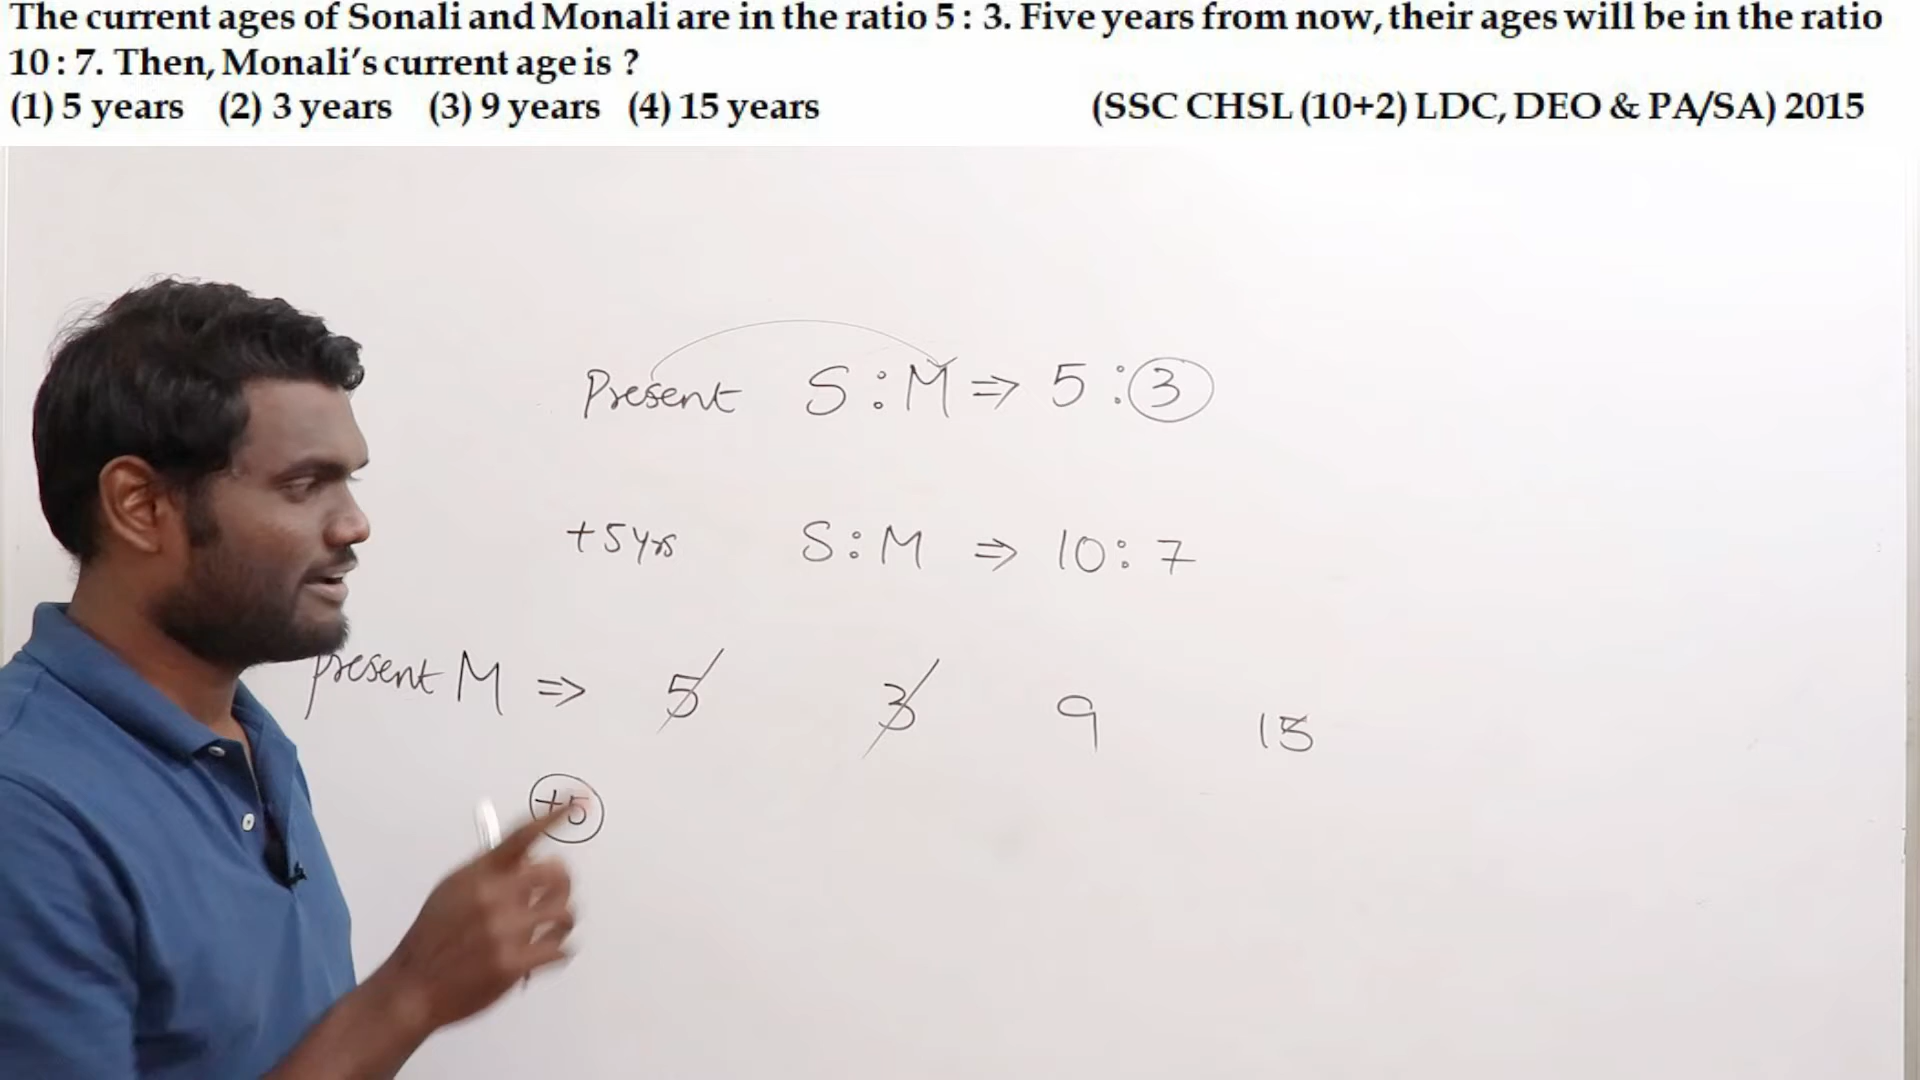 The current ages of Sonali and Monali are in the ratio 5 : 3. Five years from now, their ages will be in the ratio
10 : 7. Then, Monali's current age is ?
(1) 5 years (2) 3 years (3) 9 years (4) 15 years (SSC CHSL (10+2) LDC, DEO & PA/SA) 2015
Present S : M ⇒ 5 : 3
+5yrs S : M ⇒ 10 : 7
present M ⇒ 5 3 9 15
+5